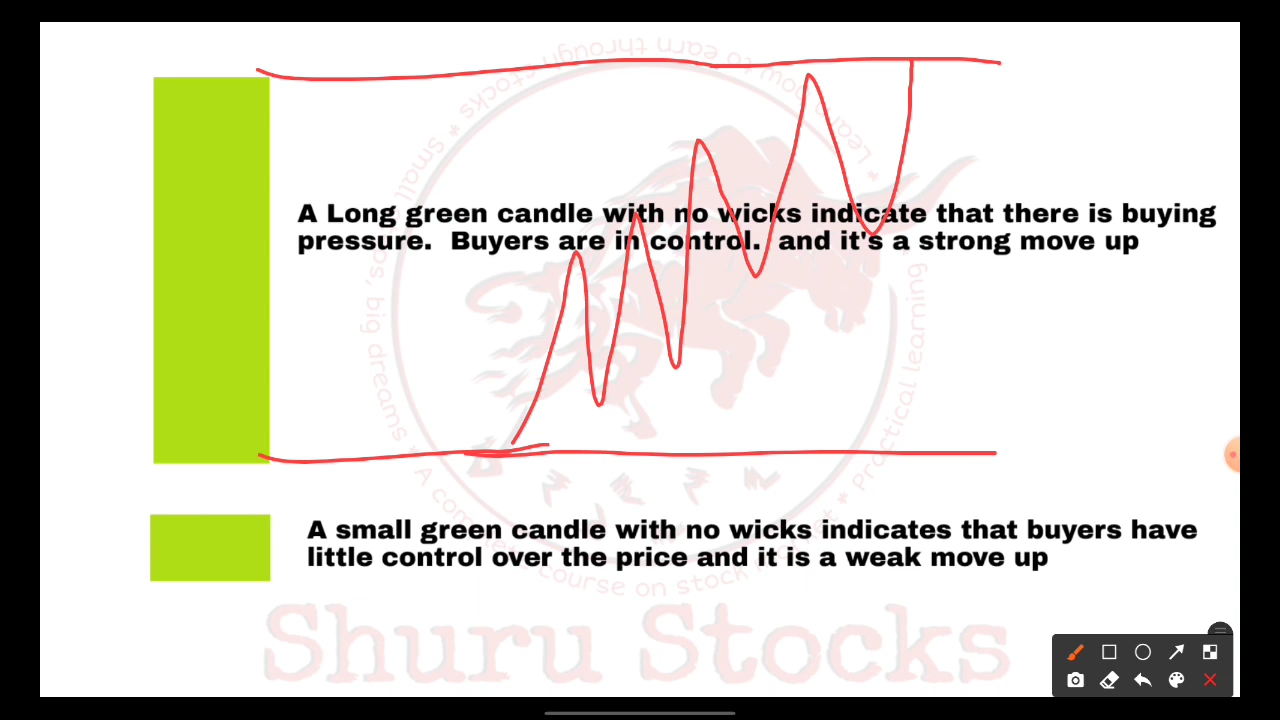 A Long green candle with no wicks indicate that there is buying
pressure.  Buyers are in control.  and it's a strong move up
A small green candle with no wicks indicates that buyers have
little control over the price and it is a weak move up
Shuru Stocks